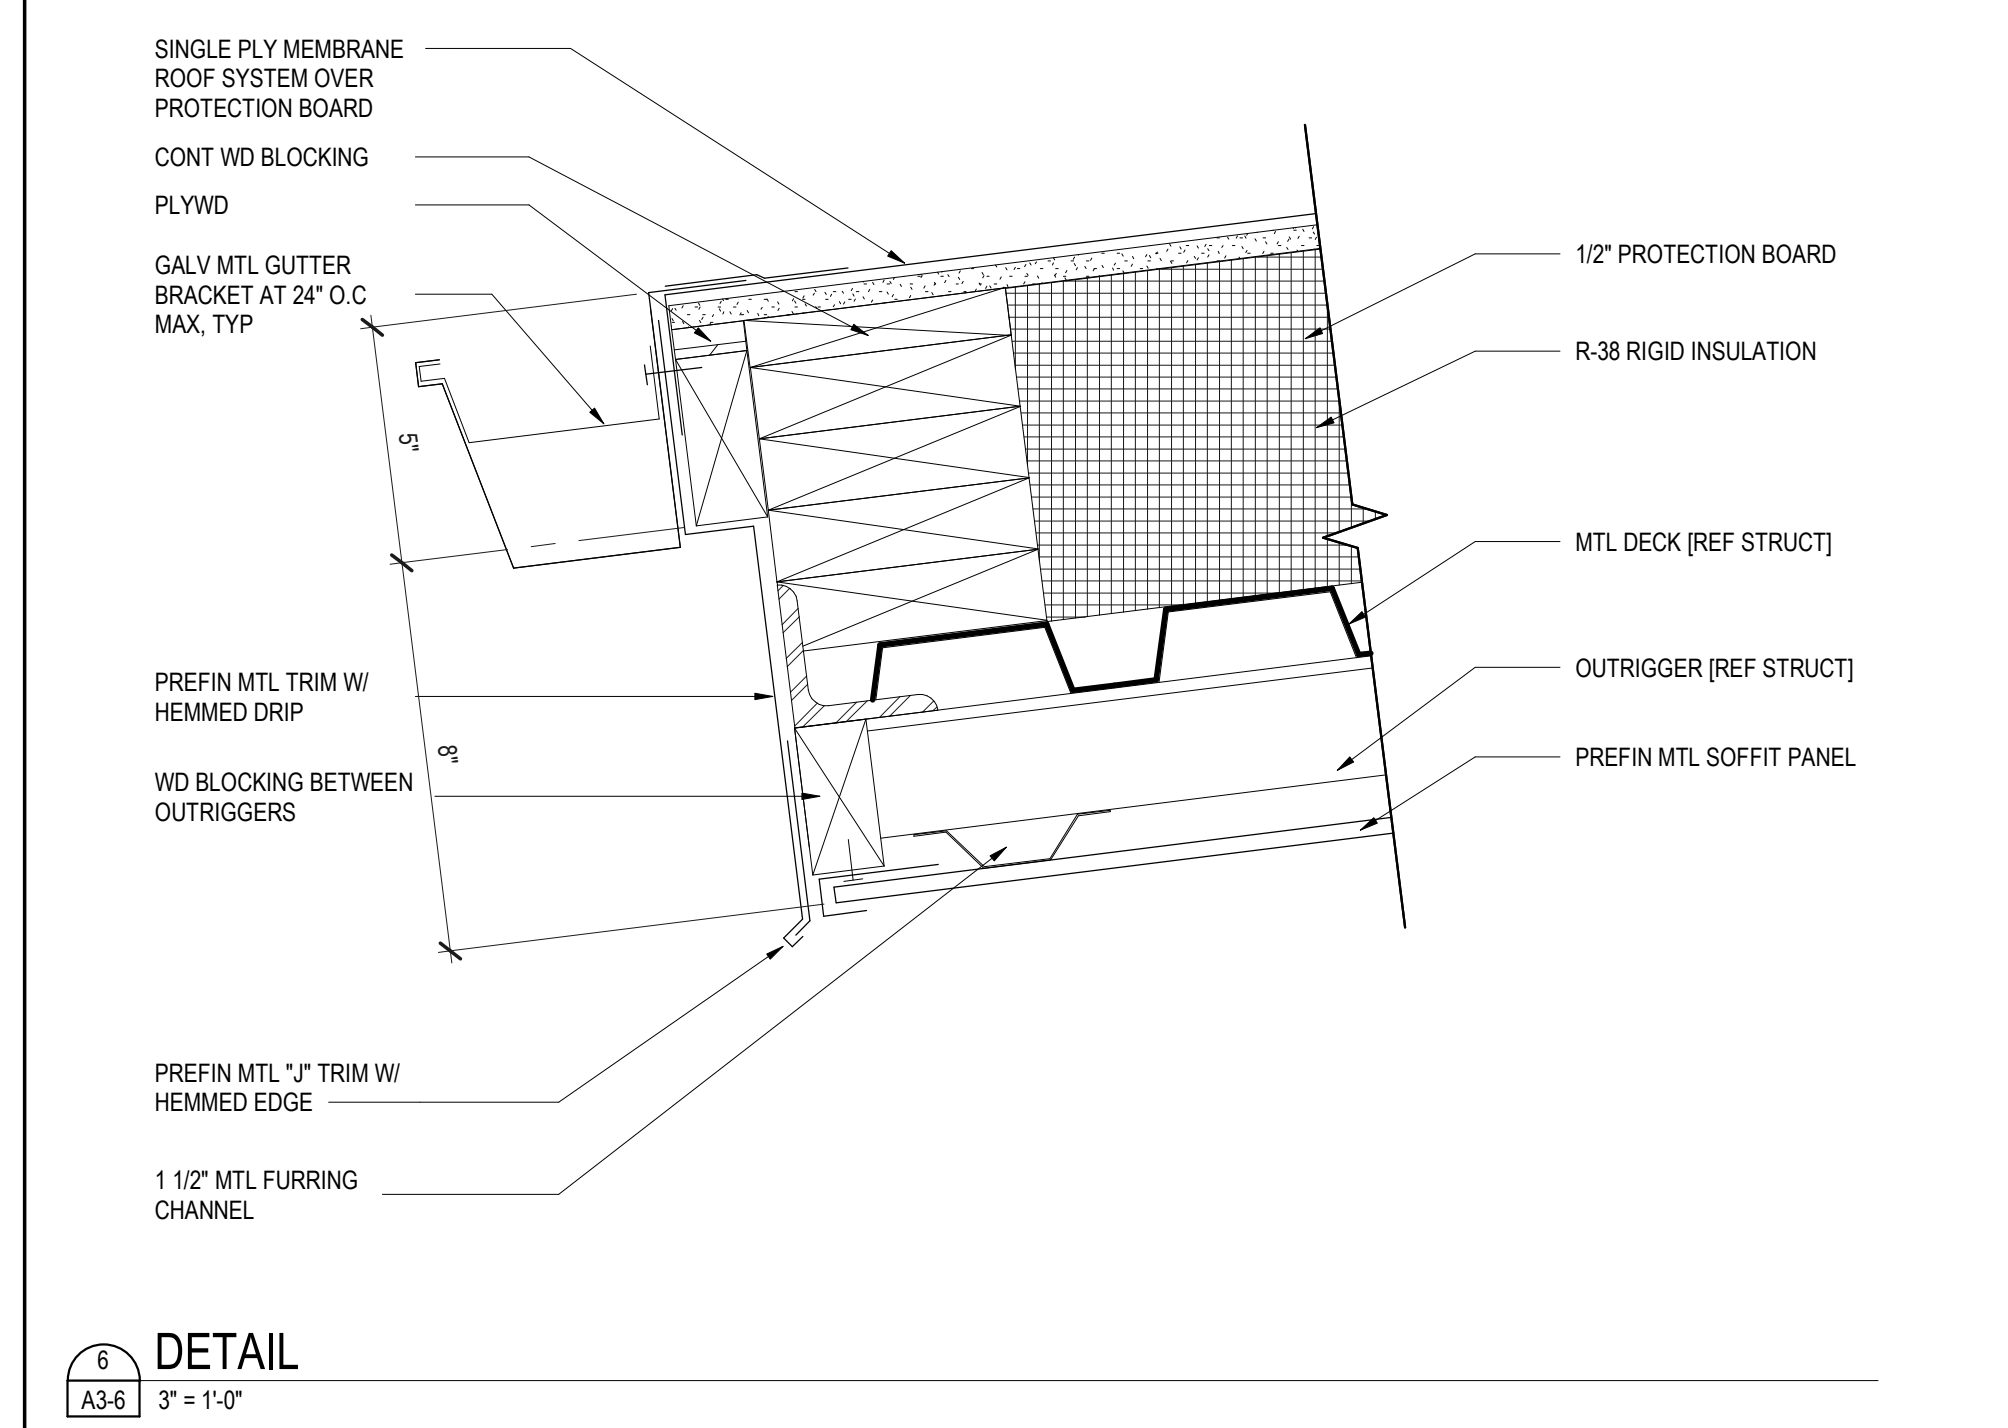 SINGLE PLY MEMBRANE
ROOF SYSTEM OVER
PROTECTION BOARD
CONT WD BLOCKING
PLYWD
GALV MTL GUTTER
BRACKET AT 24" O.C
MAX, TYP
5"
PREFIN MTL TRIM W/
HEMMED DRIP
8"
WD BLOCKING BETWEEN
OUTRIGGERS
PREFIN MTL "J" TRIM W/
HEMMED EDGE
1 1/2" MTL FURRING
CHANNEL
1/2" PROTECTION BOARD
R-38 RIGID INSULATION
MTL DECK [REF STRUCT]
OUTRIGGER [REF STRUCT]
PREFIN MTL SOFFIT PANEL
6
DETAIL
A3-6
3" = 1'-0"